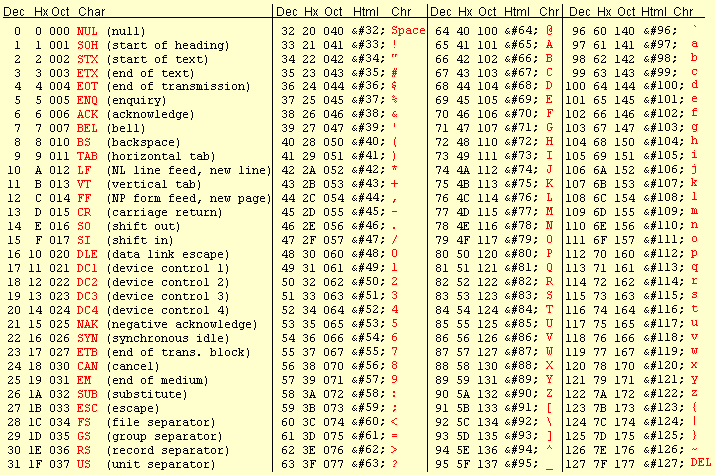 Dec Hx Oct Char Dec Hx Oct Html Chr Dec Hx Oct Html Chr Dec Hx Oct Html Chr
0 0 000 NUL (null) 32 20 040 &#32; Space 64 40 100 &#64; @ 96 60 140 &#96; `
1 1 001 SOH (start of heading) 33 21 041 &#33; ! 65 41 101 &#65; A 97 61 141 &#97; a
2 2 002 STX (start of text) 34 22 042 &#34; " 66 42 102 &#66; B 98 62 142 &#98; b
3 3 003 ETX (end of text) 35 23 043 &#35; # 67 43 103 &#67; C 99 63 143 &#99; c
4 4 004 EOT (end of transmission) 36 24 044 &#36; $ 68 44 104 &#68; D 100 64 144 &#100; d
5 5 005 ENQ (enquiry) 37 25 045 &#37; % 69 45 105 &#69; E 101 65 145 &#101; e
6 6 006 ACK (acknowledge) 38 26 046 &#38; & 70 46 106 &#70; F 102 66 146 &#102; f
7 7 007 BEL (bell) 39 27 047 &#39; ' 71 47 107 &#71; G 103 67 147 &#103; g
8 8 010 BS (backspace) 40 28 050 &#40; ( 72 48 110 &#72; H 104 68 150 &#104; h
9 9 011 TAB (horizontal tab) 41 29 051 &#41; ) 73 49 111 &#73; I 105 69 151 &#105; i
10 A 012 LF (NL line feed, new line) 42 2A 052 &#42; * 74 4A 112 &#74; J 106 6A 152 &#106; j
11 B 013 VT (vertical tab) 43 2B 053 &#43; + 75 4B 113 &#75; K 107 6B 153 &#107; k
12 C 014 FF (NP form feed, new page) 44 2C 054 &#44; , 76 4C 114 &#76; L 108 6C 154 &#108; l
13 D 015 CR (carriage return) 45 2D 055 &#45; - 77 4D 115 &#77; M 109 6D 155 &#109; m
14 E 016 SO (shift out) 46 2E 056 &#46; . 78 4E 116 &#78; N 110 6E 156 &#110; n
15 F 017 SI (shift in) 47 2F 057 &#47; / 79 4F 117 &#79; O 111 6F 157 &#111; o
16 10 020 DLE (data link escape) 48 30 060 &#48; 0 80 50 120 &#80; P 112 70 160 &#112; p
17 11 021 DC1 (device control 1) 49 31 061 &#49; 1 81 51 121 &#81; Q 113 71 161 &#113; q
18 12 022 DC2 (device control 2) 50 32 062 &#50; 2 82 52 122 &#82; R 114 72 162 &#114; r
19 13 023 DC3 (device control 3) 51 33 063 &#51; 3 83 53 123 &#83; S 115 73 163 &#115; s
20 14 024 DC4 (device control 4) 52 34 064 &#52; 4 84 54 124 &#84; T 116 74 164 &#116; t
21 15 025 NAK (negative acknowledge) 53 35 065 &#53; 5 85 55 125 &#85; U 117 75 165 &#117; u
22 16 026 SYN (synchronous idle) 54 36 066 &#54; 6 86 56 126 &#86; V 118 76 166 &#118; v
23 17 027 ETB (end of trans. block) 55 37 067 &#55; 7 87 57 127 &#87; W 119 77 167 &#119; w
24 18 030 CAN (cancel) 56 38 070 &#56; 8 88 58 130 &#88; X 120 78 170 &#120; x
25 19 031 EM (end of medium) 57 39 071 &#57; 9 89 59 131 &#89; Y 121 79 171 &#121; y
26 1A 032 SUB (substitute) 58 3A 072 &#58; : 90 5A 132 &#90; Z 122 7A 172 &#122; z
27 1B 033 ESC (escape) 59 3B 073 &#59; ; 91 5B 133 &#91; [ 123 7B 173 &#123; {
28 1C 034 FS (file separator) 60 3C 074 &#60; < 92 5C 134 &#92; \ 124 7C 174 &#124; |
29 1D 035 GS (group separator) 61 3D 075 &#61; = 93 5D 135 &#93; ] 125 7D 175 &#125; }
30 1E 036 RS (record separator) 62 3E 076 &#62; > 94 5E 136 &#94; ^ 126 7E 176 &#126; ~
31 1F 037 US (unit separator) 63 3F 077 &#63; ? 95 5F 137 &#95; _ 127 7F 177 &#127; DEL